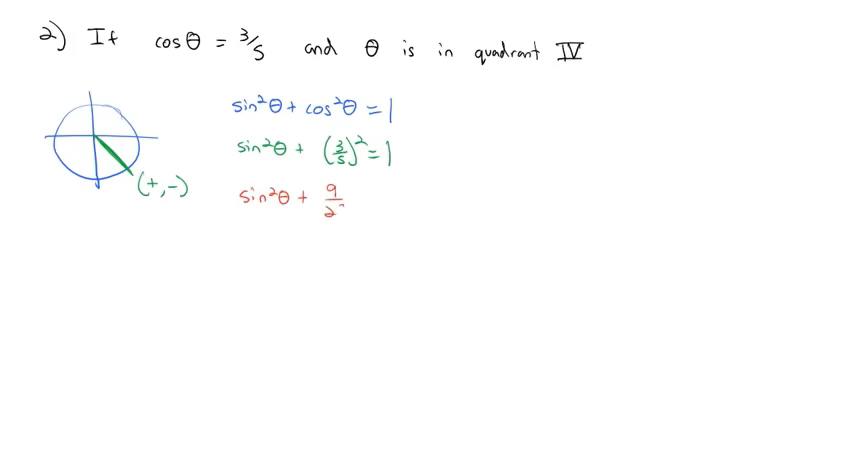 2) If cosθ = 3/5 and θ is in quadrant IV
sin²θ + cos²θ = 1
sin²θ + (3/5)² = 1
(+,-)
sin²θ + 9/2